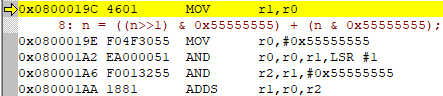 0x0800019C 4601 MOV r1,r0
8: n = ((n>>1) & 0x55555555) + (n & 0x55555555);
0x0800019E F04F3055 MOV r0,#0x55555555
0x080001A2 EA000051 AND r0,r0,r1,LSR #1
0x080001A6 F0013255 AND r2,r1,#0x55555555
0x080001AA 1881 ADDS r1,r0,r2